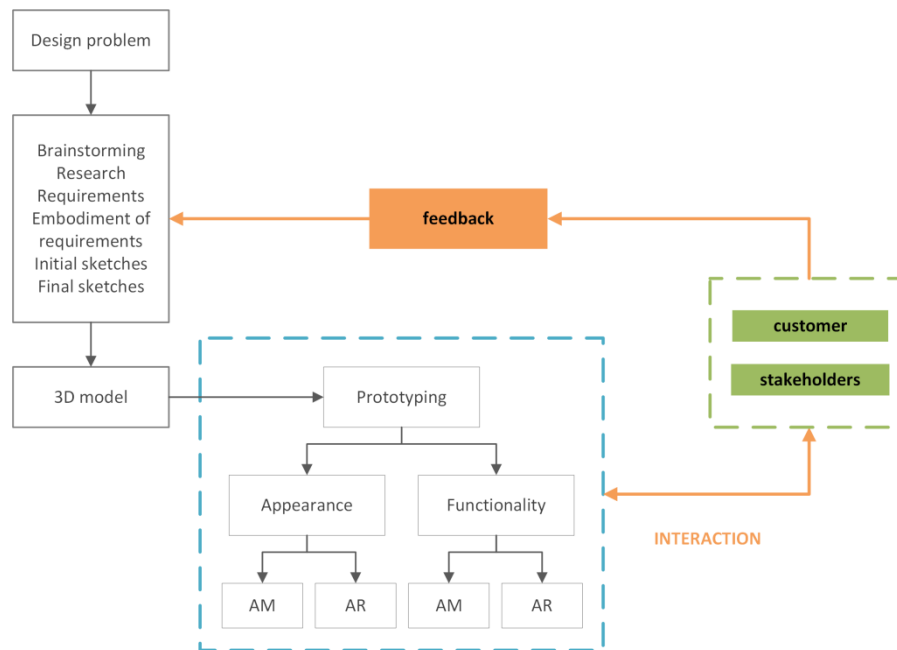 Design problem
Brainstorming
Research
Requirements
Embodiment of
requirements
Initial sketches
Final sketches
feedback
customer
stakeholders
3D model
Prototyping
Appearance
Functionality
INTERACTION
AM
AR
AM
AR